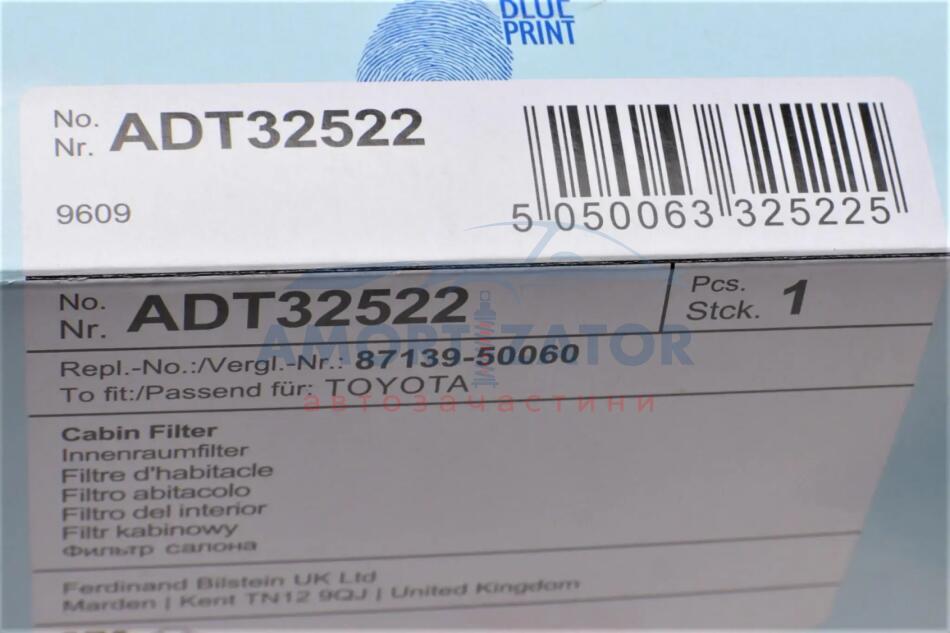 BLUE
PRINT
No.
Nr. ADT32522
9609
5 050063 325225
No.
Nr. ADT32522
Pcs.
Stck. 1
Repl.-No.:/Vergl.-Nr.: 87139-50060
To fit:/Passend für: TOYOTA
AMORTIZATOR
автозачастини
Cabin Filter
Innenraumfilter
Filtre d'habitacle
Filtro abitacolo
Filtro del interior
Filtr kabinowy
Фильтр салона
Ferdinand Bilstein UK Ltd
Marden | Kent TN12 9QJ | United Kingdom